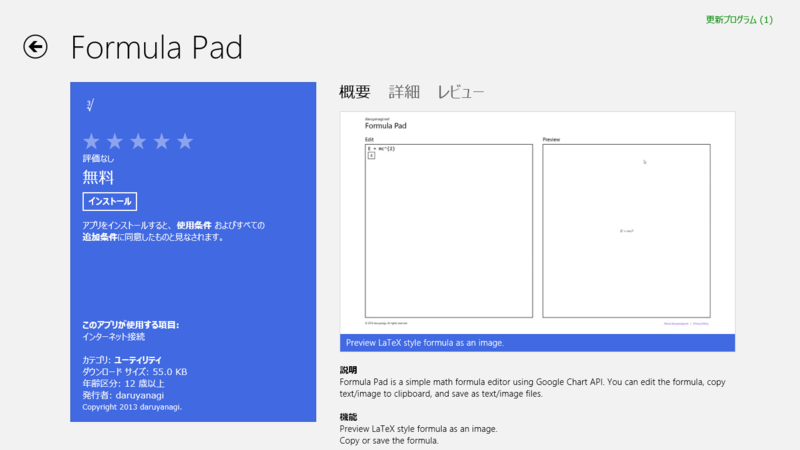 更新プログラム (1)
Formula Pad
評価なし
無料
インストール
アプリをインストールすると、使用条件 およびすべての
追加条件に同意したものと見なされます。
このアプリが使用する項目:
インターネット接続
カテゴリ: ユーティリティ
ダウンロード サイズ: 55.0 KB
年齢区分: 12 歳以上
発行者: daruyanagi
Copyright 2013 daruyanagi.
概要 詳細 レビュー
daruyanagi.net
Formula Pad
Edit
E = mc^{2}
Preview
Preview LaTeX style formula as an image.
説明
Formula Pad is a simple math formula editor using Google Chart API. You can edit the formula, copy
text/image to clipboard, and save as text/image files.
機能
Preview LaTeX style formula as an image.
Copy or save the formula.